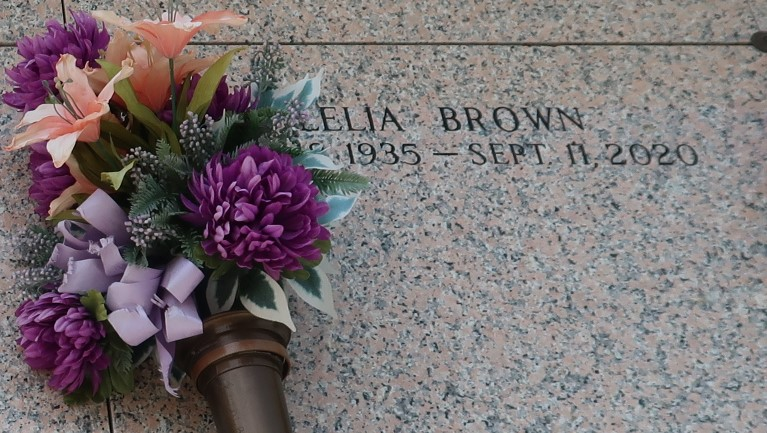 ELIA BROWN
1935 – SEPT. 11, 2020